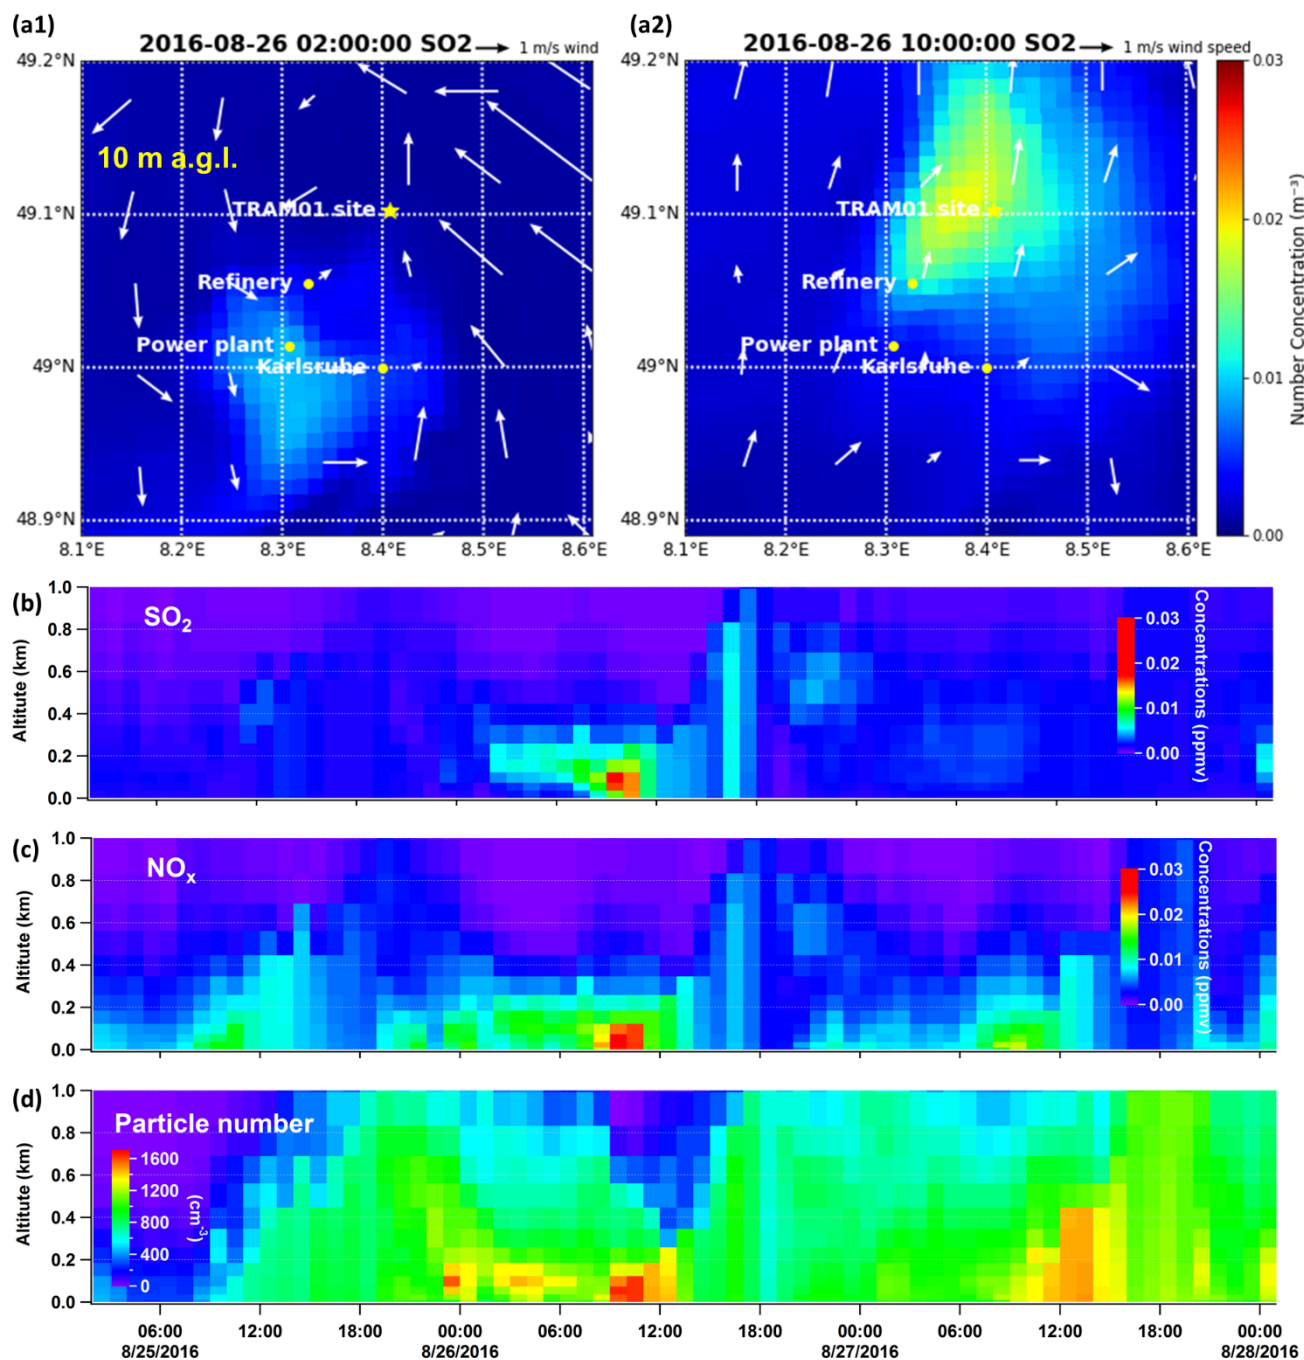 (a1)
2016-08-26 02:00:00 SO2 1 m/s wind
49.2°N
10 m a.g.l.
49.1°N
TRAM01 site
Refinery
Power plant
49°N
Karlsruhe
48.9°N
8.1°E 8.2°E 8.3°E 8.4°E 8.5°E 8.6°E
(a2)
2016-08-26 10:00:00 SO2 1 m/s wind speed
49.2°N
49.1°N
TRAM01 site
Refinery
Power plant
49°N
Karlsruhe
48.9°N
8.1°E 8.2°E 8.3°E 8.4°E 8.5°E 8.6°E
0.03
0.02
0.01
0.00
Number Concentration (m⁻³)
(b)
SO₂
Altitute (km)
1.0
0.8
0.6
0.4
0.2
0.0
0.03
0.02
0.01
0.00
Concentrations (ppmv)
(c)
NOₓ
Altitude (km)
1.0
0.8
0.6
0.4
0.2
0.0
0.03
0.02
0.01
0.00
Concentrations (ppmv)
(d)
Particle number
Altitude (km)
1.0
0.8
0.6
0.4
0.2
0.0
1600
1200
800
400
0
(cm⁻³)
06:00 12:00 18:00 00:00 06:00 12:00 18:00 00:00 06:00 12:00 18:00 00:00
8/25/2016 8/26/2016 8/27/2016 8/28/2016